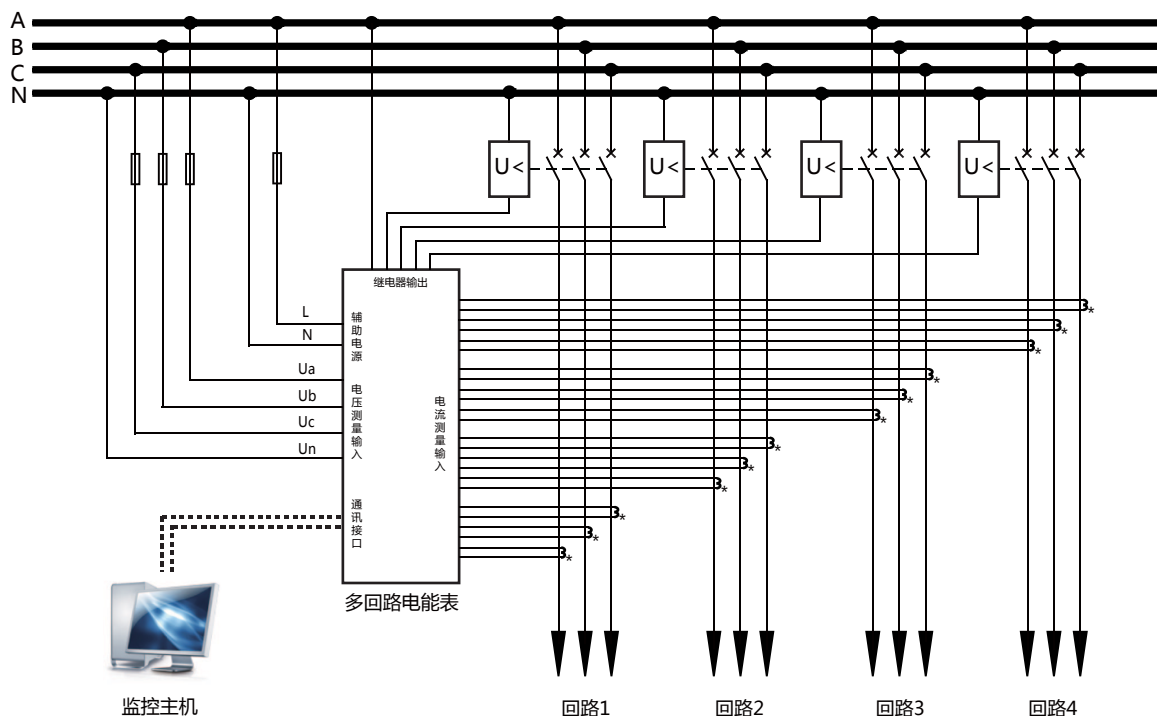 A
B
C
N
U<
U<
U<
U<
继电器输出
L
N
辅助电源
Ua
Ub
Uc
Un
电压测量输入
电流测量输入
*
*
*
*
*
*
*
*
*
*
*
*
通讯接口
多回路电能表
监控主机
回路1
回路2
回路3
回路4